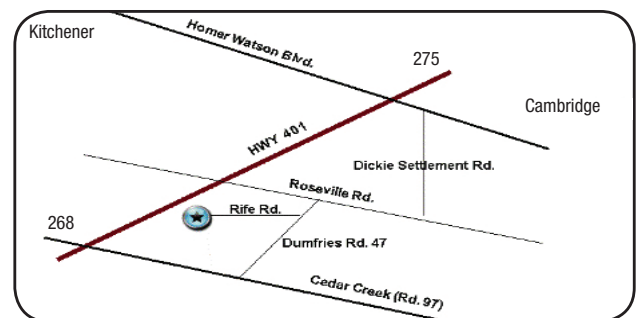 Kitchener
Homer Watson Blvd.
275
Cambridge
HWY 401
Dickie Settlement Rd.
Roseville Rd.
Rife Rd.
268
Dumfries Rd. 47
Cedar Creek (Rd. 97)